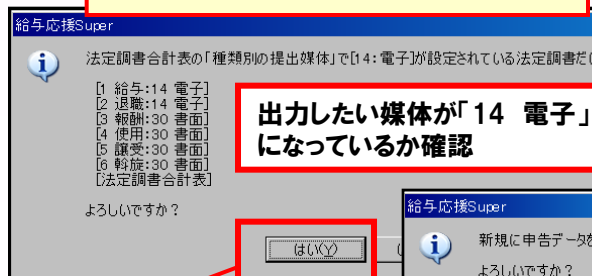 給与応援Super
法定調書合計表の「種類別の提出媒体」で[14:電子]が設定されている法定調書だ
[1 給与:14 電子]
[2 退職:14 電子]
[3 報酬:30 書面]
[4 使用:30 書面]
[5 譲受:30 書面]
[6 斡旋:30 書面]
[法定調書合計表]
よろしいですか？
はい(Y)
出力したい媒体が「14 電子」
になっているか確認
給与応援Super
新規に申告データを
よろしいですか？